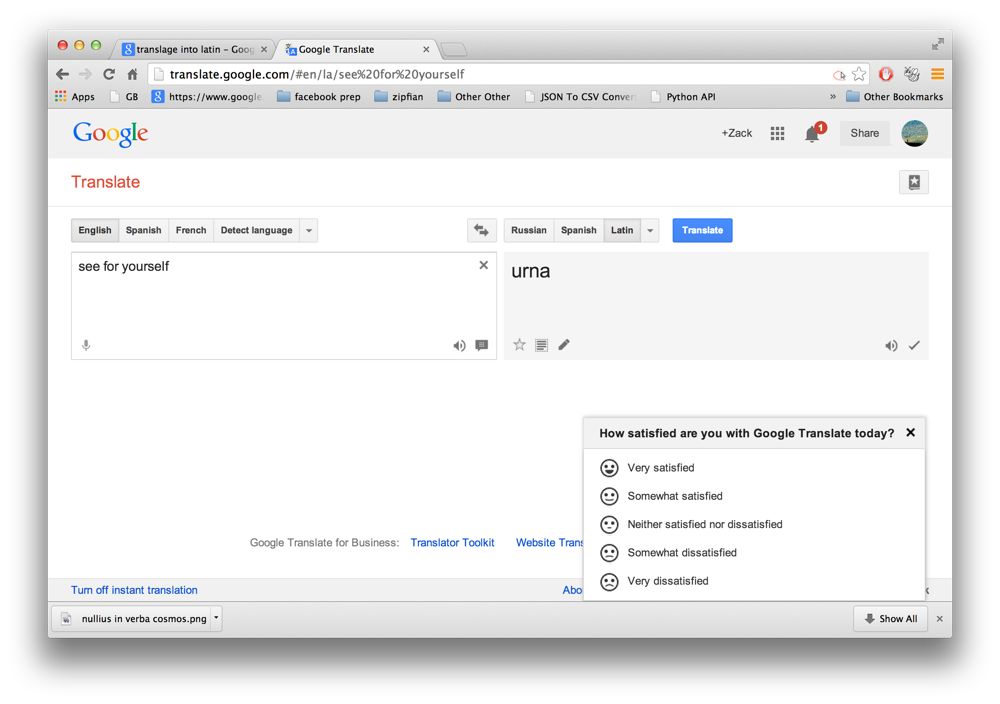 translage into latin – Goog
Google Translate
translate.google.com/#en/la/see%20for%20yourself
Apps GB https://www.google. facebook prep zipfian Other Other JSON To CSV Conver Python API » Other Bookmarks
Google +Zack 1 Share
Translate
English Spanish French Detect language Russian Spanish Latin Translate
see for yourself
urna
How satisfied are you with Google Translate today?
Very satisfied
Somewhat satisfied
Neither satisfied nor dissatisfied
Google Translate for Business: Translator Toolkit Website Trans
Somewhat dissatisfied
Very dissatisfied
Turn off instant translation Abo k
nullius in verba cosmos.png Show All